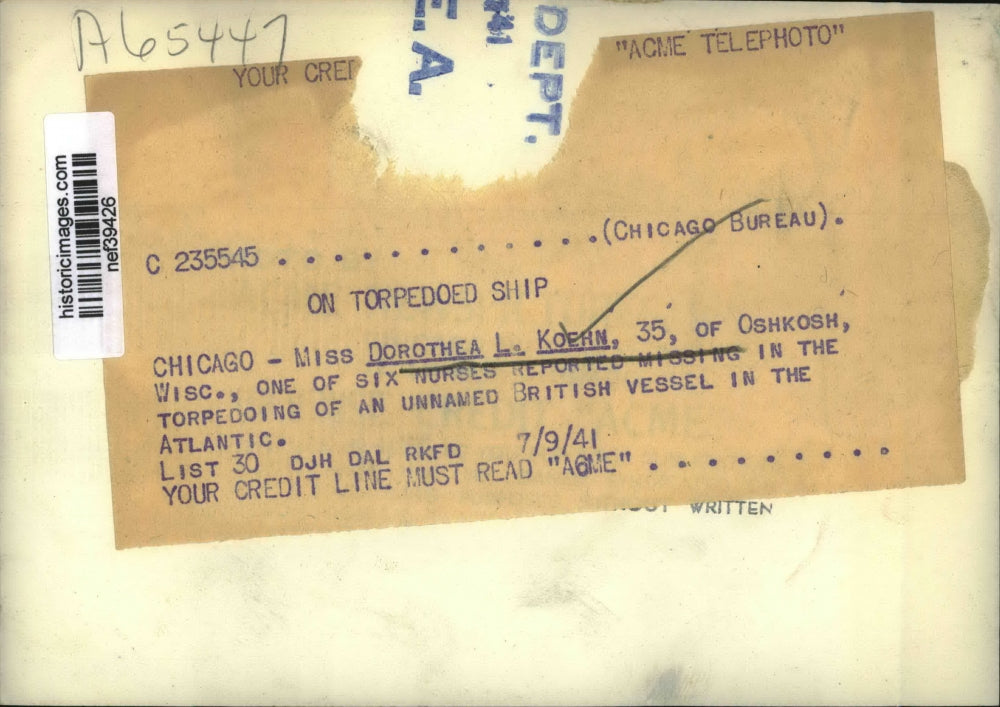 A65447
E.A.
DEPT.
"ACME TELEPHOTO"
YOUR CRE
historicimages.com
nef39426
C 235545 . . . . . . . . . . . . (CHICAGO BUREAU).
ON TORPEDOED SHIP
CHICAGO - MISS DOROTHEA L. KOEHN, 35, OF OSHKOSH,
WISC., ONE OF SIX NURSES REPORTED MISSING IN THE
TORPEDOING OF AN UNNAMED BRITISH VESSEL IN THE
ATLANTIC.
LIST 30 DJH DAL RKFD 7/9/41
YOUR CREDIT LINE MUST READ "ACME" . . . . . . . . .
WRITTEN